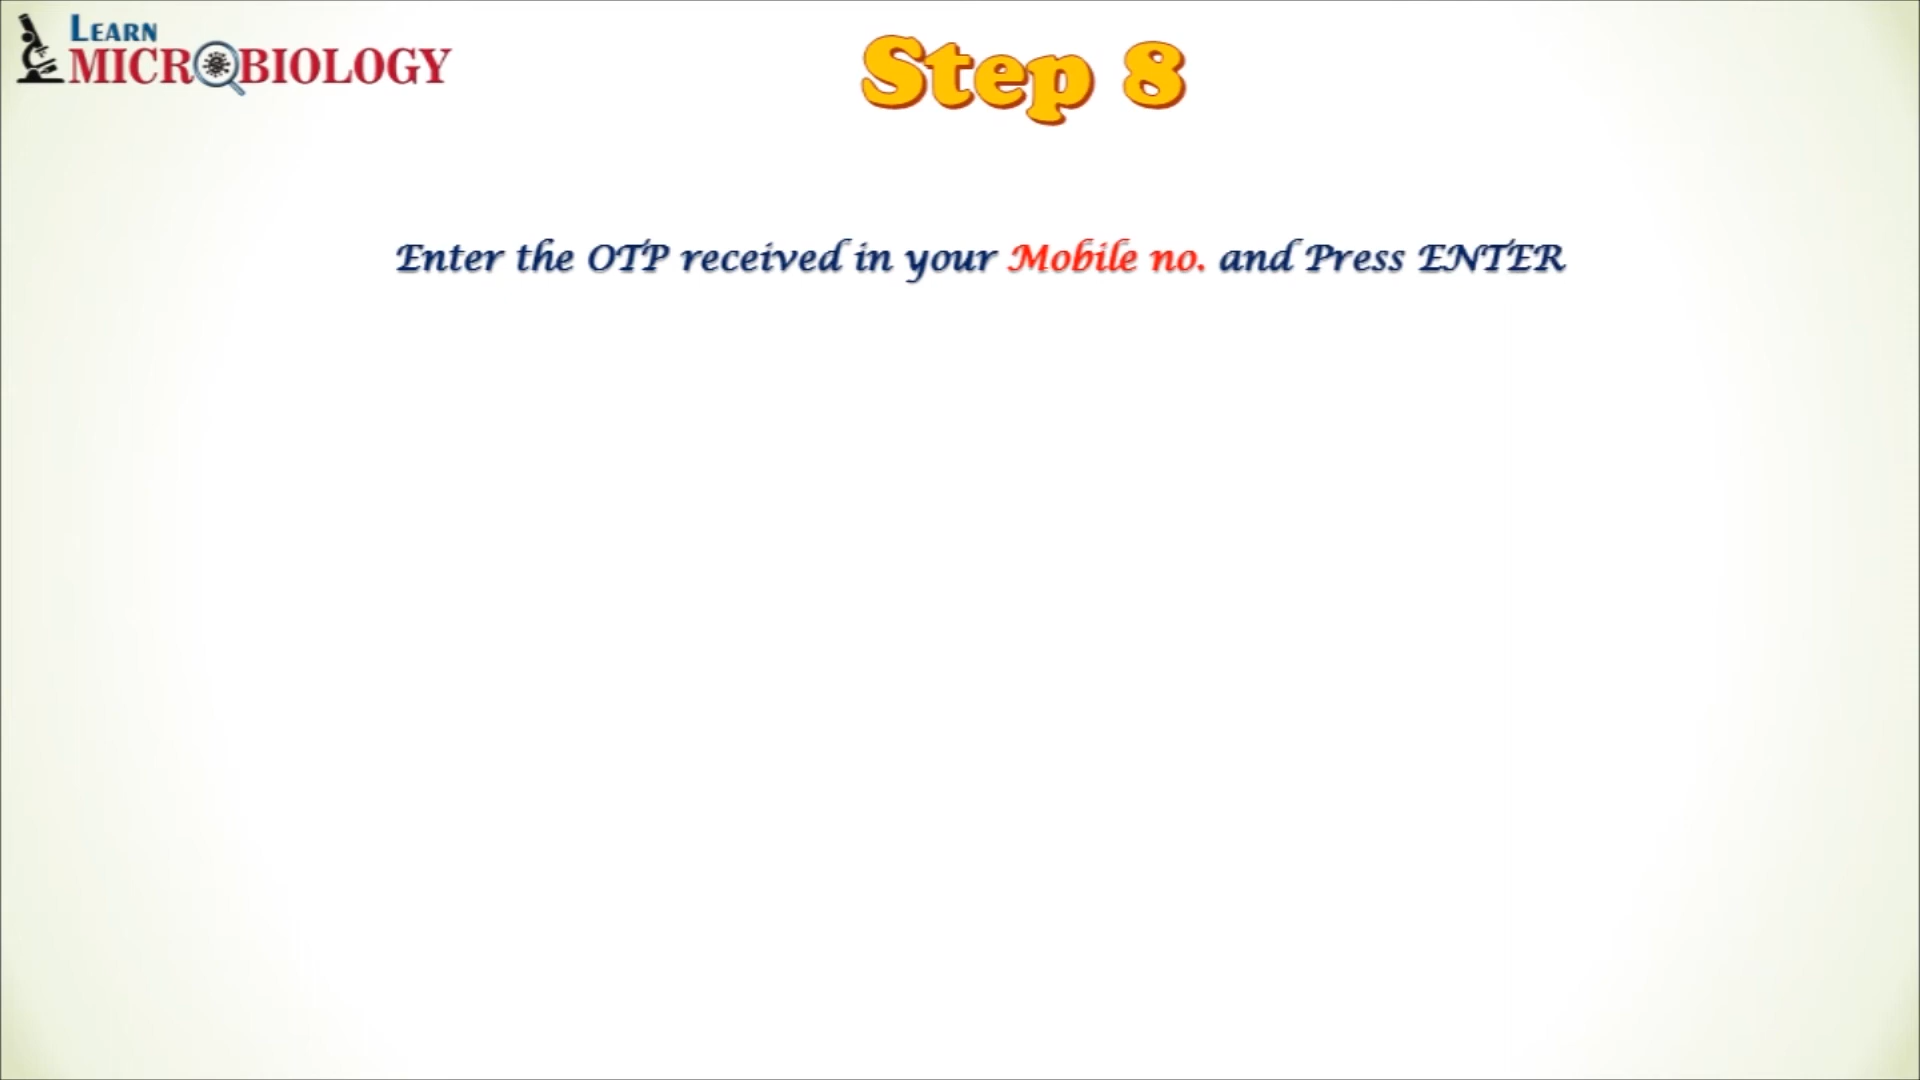 LEARN
MICROBIOLOGY
Step 8
Enter the OTP received in your Mobile no. and Press ENTER